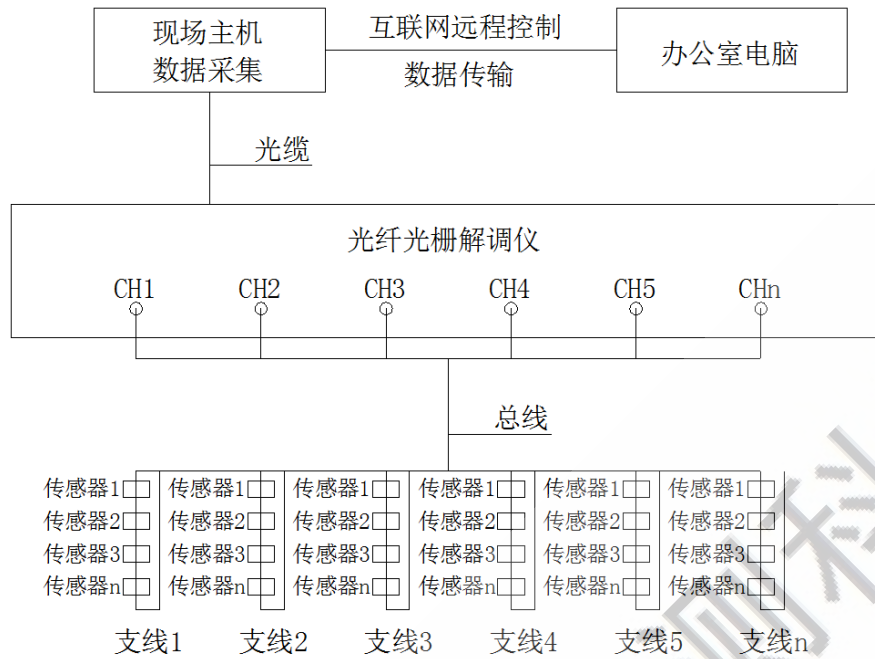 现场主机
数据采集
互联网远程控制
数据传输
办公室电脑
光缆
光纤光栅解调仪
CH1 CH2 CH3 CH4 CH5 CHn
总线
传感器1 传感器1 传感器1 传感器1 传感器1 传感器1
传感器2 传感器2 传感器2 传感器2 传感器2 传感器2
传感器3 传感器3 传感器3 传感器3 传感器3 传感器3
传感器n 传感器n 传感器n 传感器n 传感器n 传感器n
支线1 支线2 支线3 支线4 支线5 支线n
测科